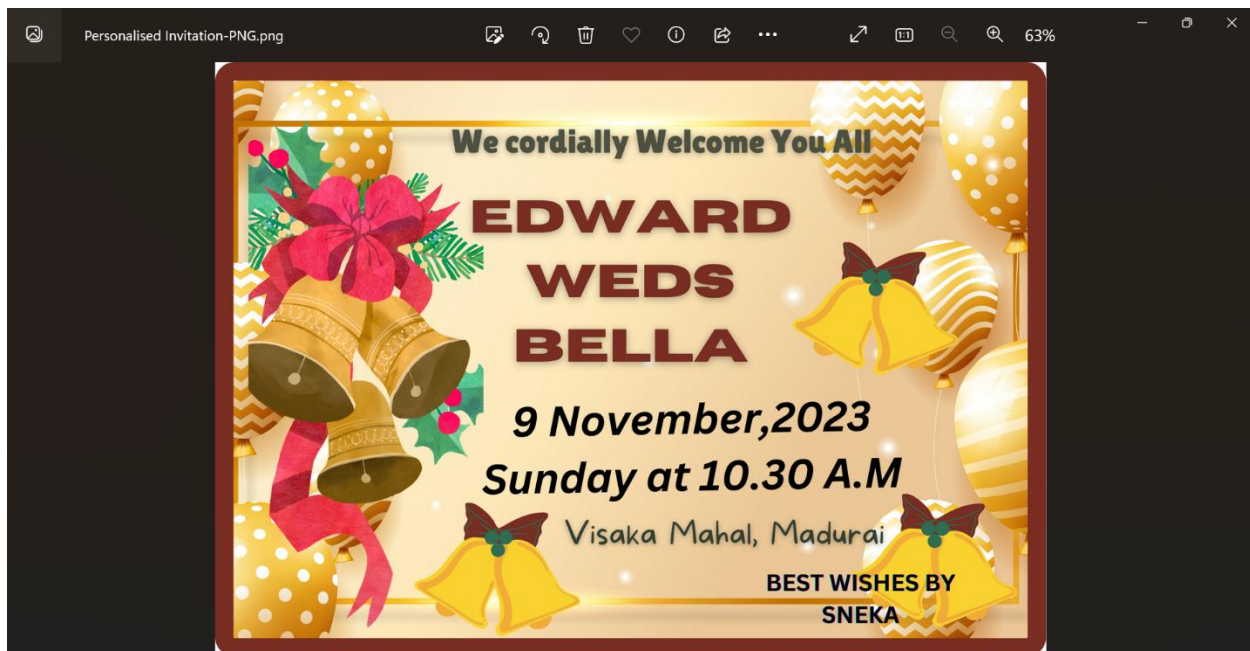 Personalised Invitation-PNG.png
63%
We cordially Welcome You All
EDWARD
WEDS
BELLA
9 November,2023
Sunday at 10.30 A.M
Visaka Mahal, Madurai
BEST WISHES BY
SNEKA